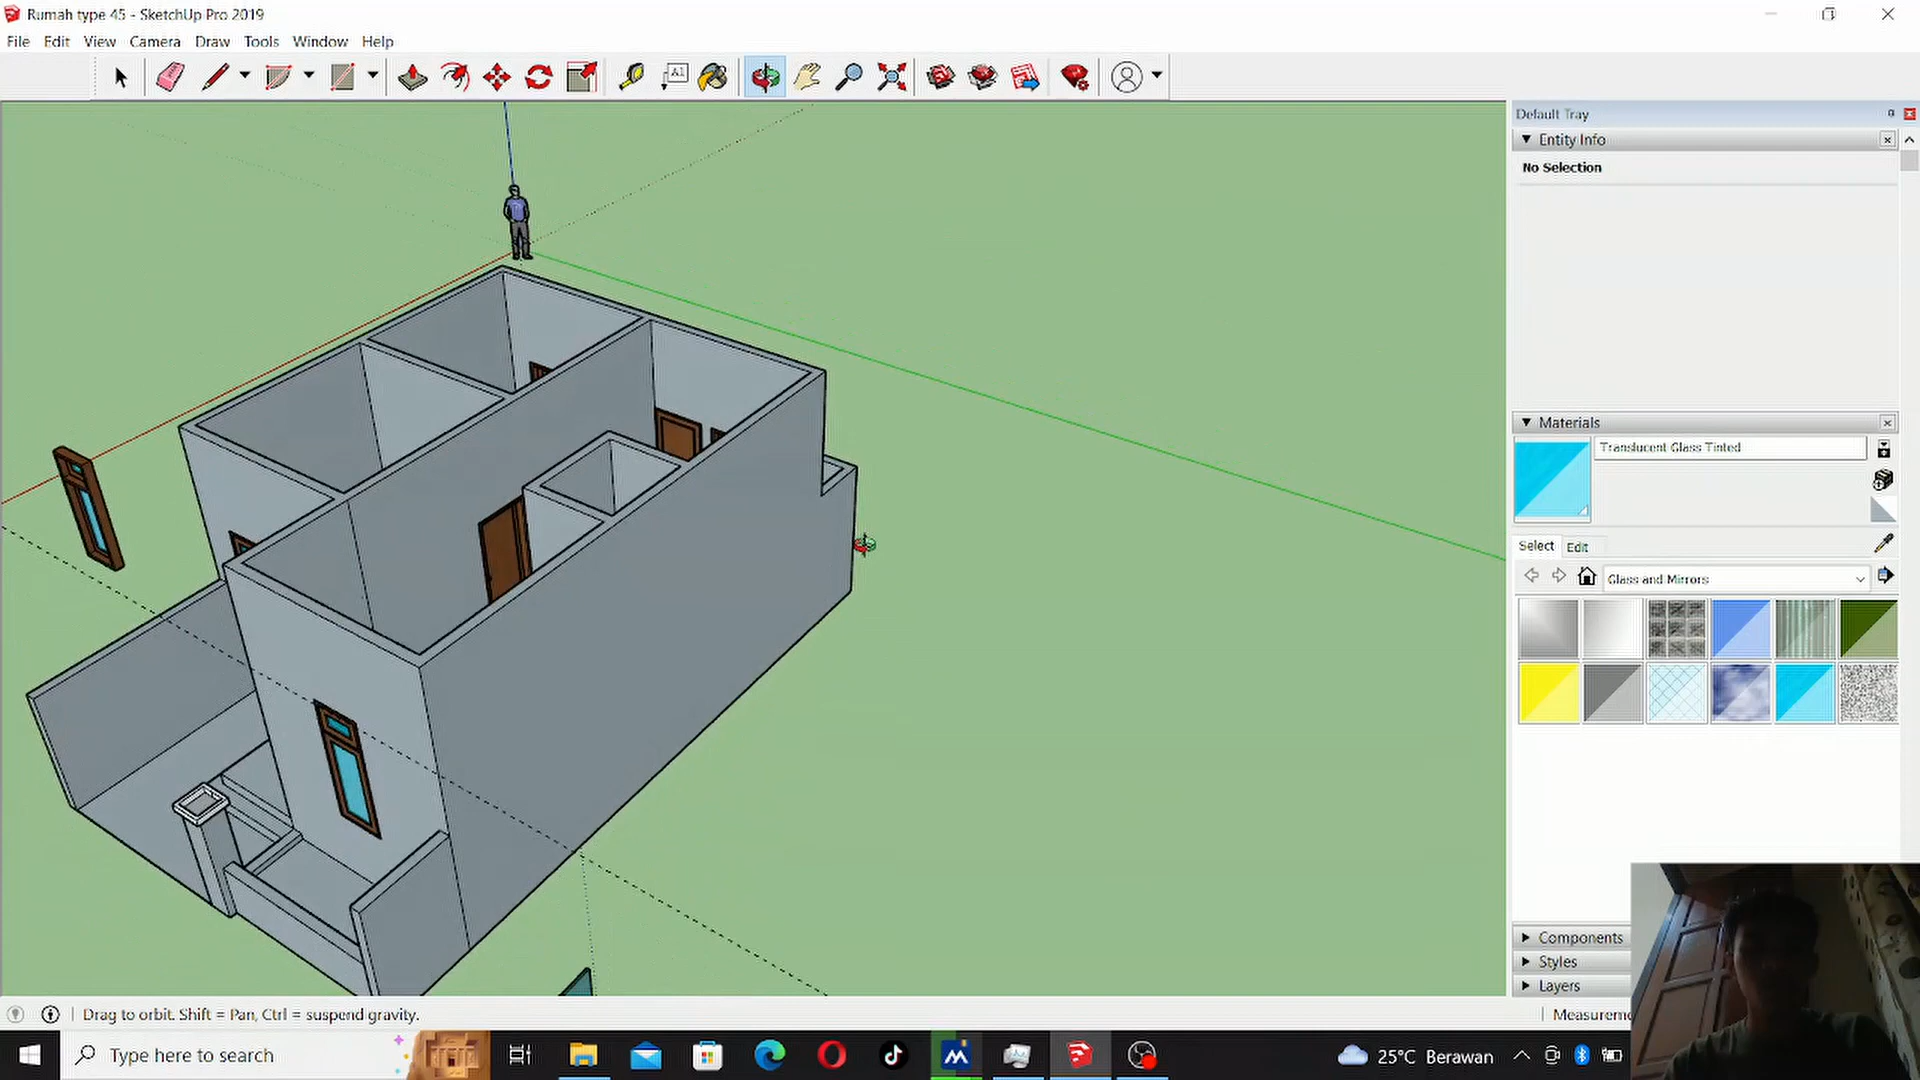 Rumah type 45 - SketchUp Pro 2019
File Edit View Camera Draw Tools Window Help
A1
Default Tray
Entity Info
No Selection
Materials
Translucent Glass Tinted
Select Edit
Glass and Mirrors
Components
Styles
Layers
Drag to orbit. Shift = Pan, Ctrl = suspend gravity.
Measureme
Type here to search
25°C Berawan